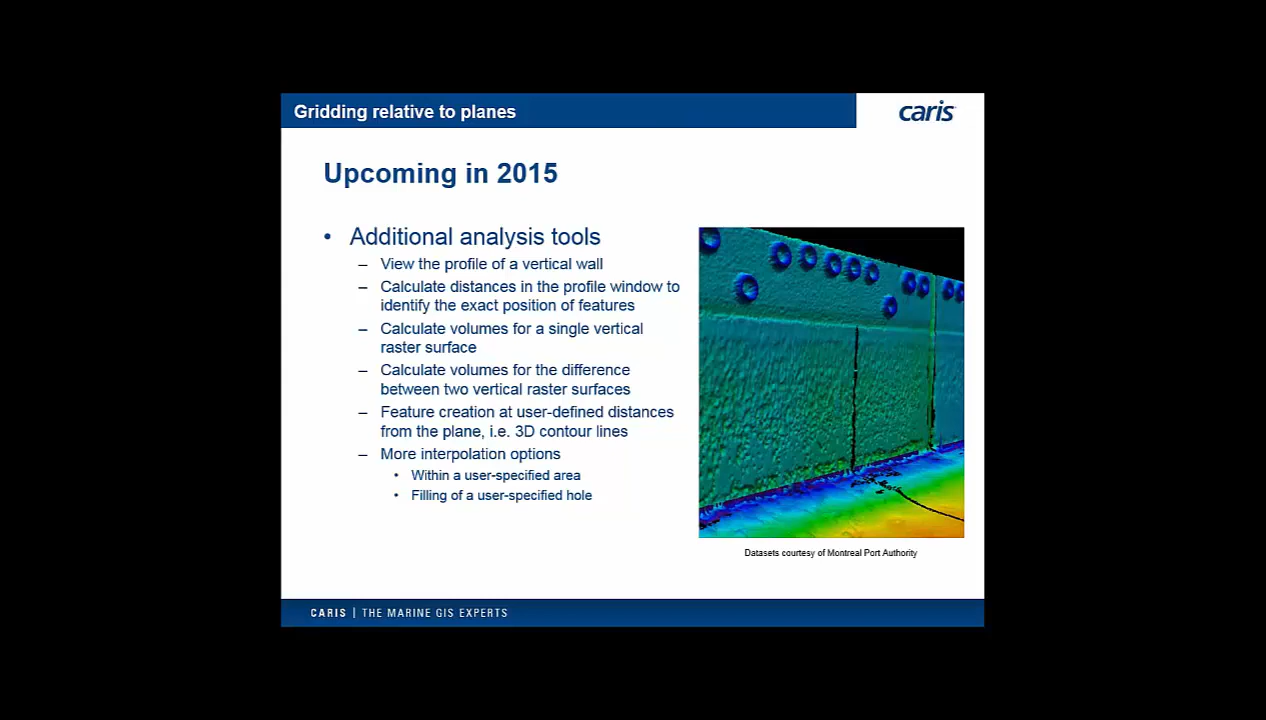 Gridding relative to planes
caris
Upcoming in 2015
• Additional analysis tools
– View the profile of a vertical wall
– Calculate distances in the profile window to
identify the exact position of features
– Calculate volumes for a single vertical
raster surface
– Calculate volumes for the difference
between two vertical raster surfaces
– Feature creation at user-defined distances
from the plane, i.e. 3D contour lines
– More interpolation options
• Within a user-specified area
• Filling of a user-specified hole
Datasets courtesy of Montreal Port Authority
CARIS | THE MARINE GIS EXPERTS